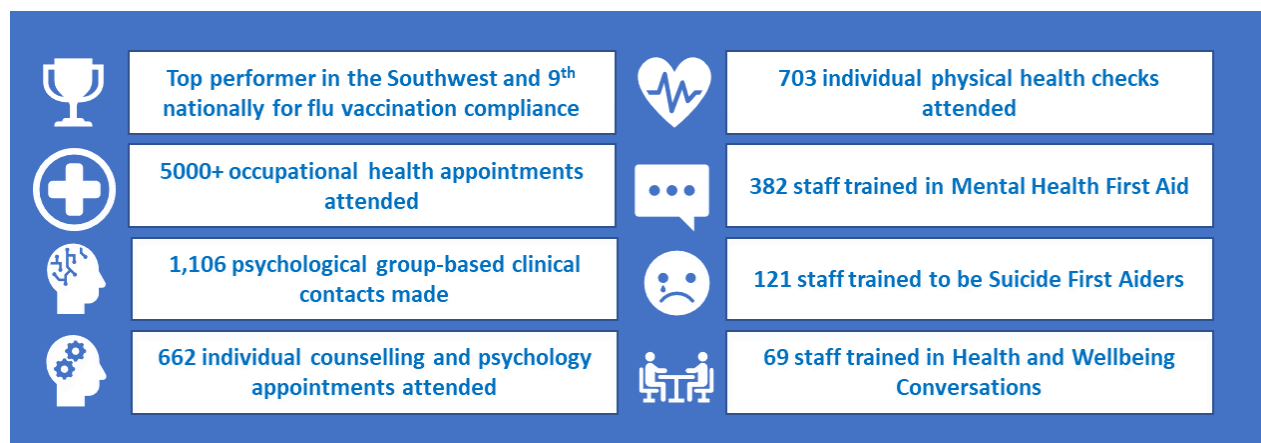 Top performer in the Southwest and 9th
nationally for flu vaccination compliance
5000+ occupational health appointments
attended
1,106 psychological group-based clinical
contacts made
662 individual counselling and psychology
appointments attended
703 individual physical health checks
attended
382 staff trained in Mental Health First Aid
121 staff trained to be Suicide First Aiders
69 staff trained in Health and Wellbeing
Conversations